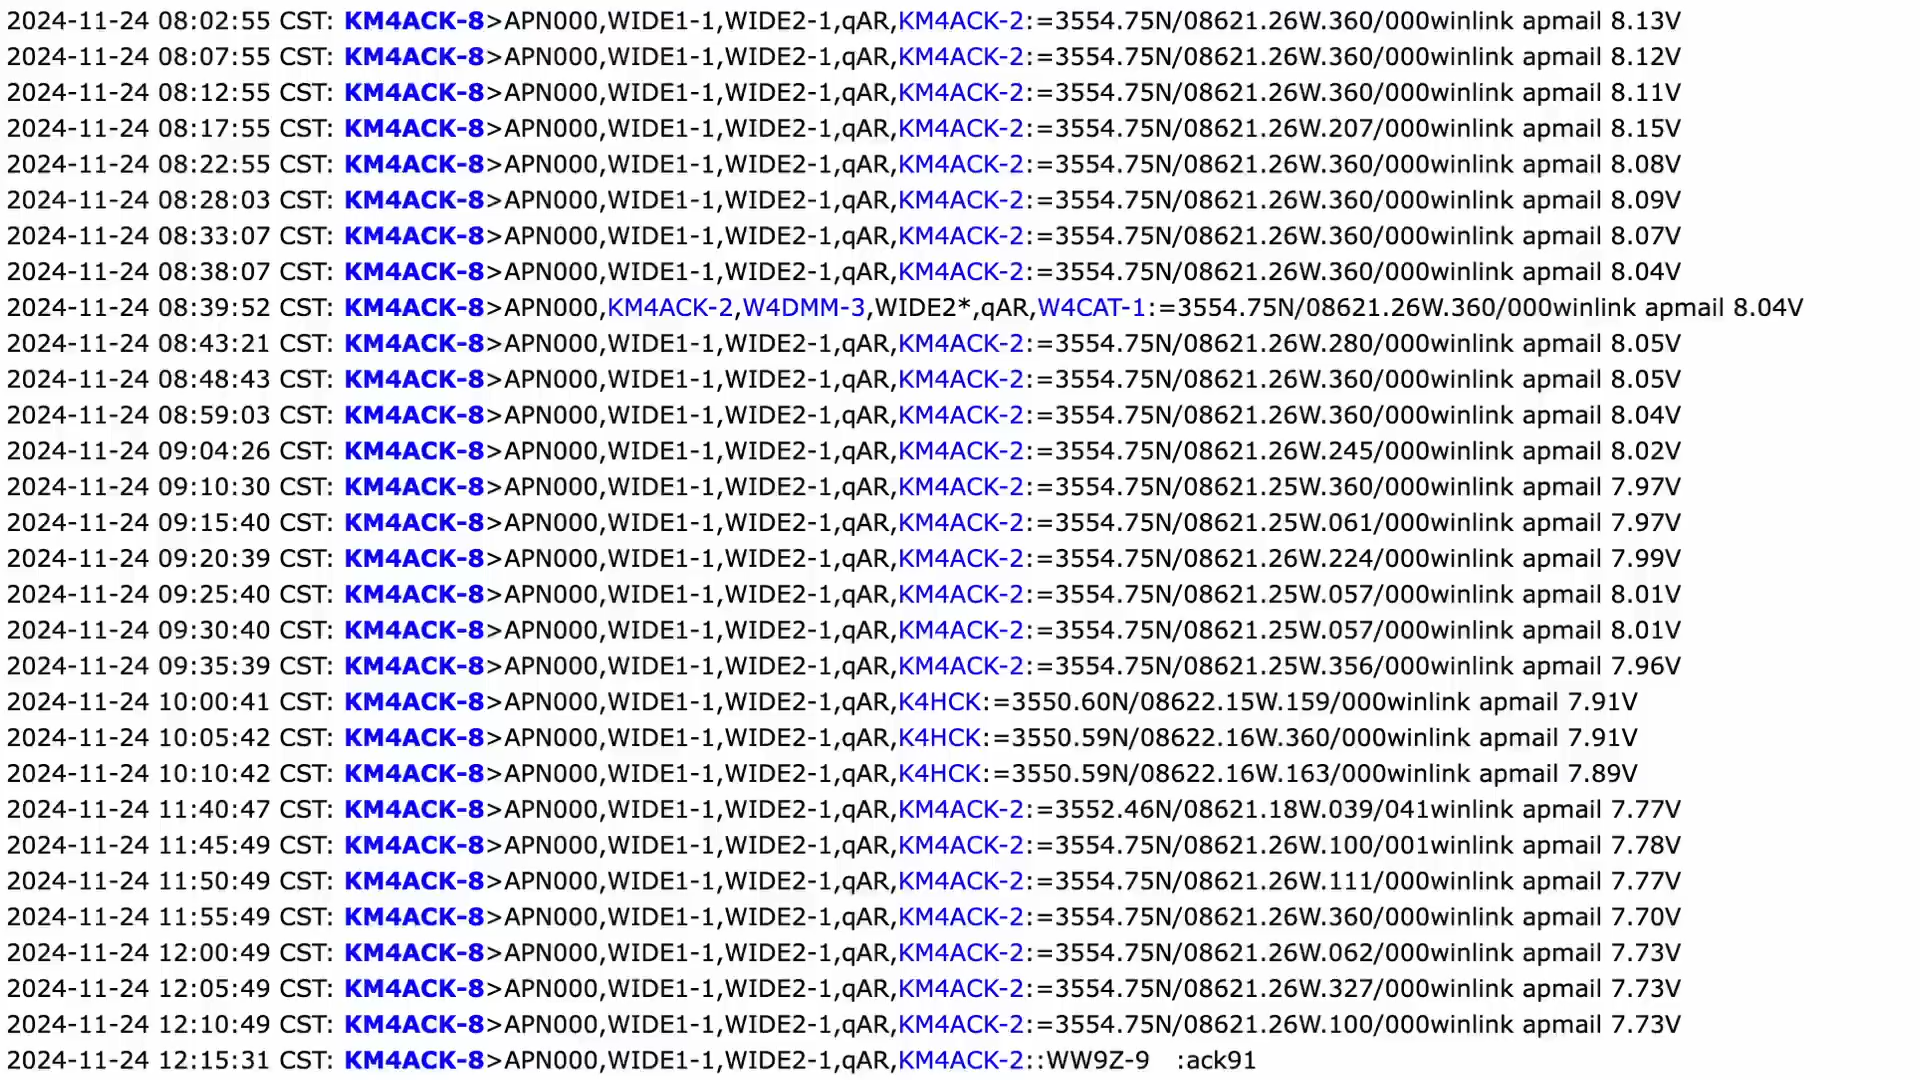 2024-11-24 08:02:55 CST: KM4ACK-8>APN000,WIDE1-1,WIDE2-1,qAR,KM4ACK-2:=3554.75N/08621.26W.360/000winlink apmail 8.13V
2024-11-24 08:07:55 CST: KM4ACK-8>APN000,WIDE1-1,WIDE2-1,qAR,KM4ACK-2:=3554.75N/08621.26W.360/000winlink apmail 8.12V
2024-11-24 08:12:55 CST: KM4ACK-8>APN000,WIDE1-1,WIDE2-1,qAR,KM4ACK-2:=3554.75N/08621.26W.360/000winlink apmail 8.11V
2024-11-24 08:17:55 CST: KM4ACK-8>APN000,WIDE1-1,WIDE2-1,qAR,KM4ACK-2:=3554.75N/08621.26W.207/000winlink apmail 8.15V
2024-11-24 08:22:55 CST: KM4ACK-8>APN000,WIDE1-1,WIDE2-1,qAR,KM4ACK-2:=3554.75N/08621.26W.360/000winlink apmail 8.08V
2024-11-24 08:28:03 CST: KM4ACK-8>APN000,WIDE1-1,WIDE2-1,qAR,KM4ACK-2:=3554.75N/08621.26W.360/000winlink apmail 8.09V
2024-11-24 08:33:07 CST: KM4ACK-8>APN000,WIDE1-1,WIDE2-1,qAR,KM4ACK-2:=3554.75N/08621.26W.360/000winlink apmail 8.07V
2024-11-24 08:38:07 CST: KM4ACK-8>APN000,WIDE1-1,WIDE2-1,qAR,KM4ACK-2:=3554.75N/08621.26W.360/000winlink apmail 8.04V
2024-11-24 08:39:52 CST: KM4ACK-8>APN000,KM4ACK-2,W4DMM-3,WIDE2*,qAR,W4CAT-1:=3554.75N/08621.26W.360/000winlink apmail 8.04V
2024-11-24 08:43:21 CST: KM4ACK-8>APN000,WIDE1-1,WIDE2-1,qAR,KM4ACK-2:=3554.75N/08621.26W.280/000winlink apmail 8.05V
2024-11-24 08:48:43 CST: KM4ACK-8>APN000,WIDE1-1,WIDE2-1,qAR,KM4ACK-2:=3554.75N/08621.26W.360/000winlink apmail 8.05V
2024-11-24 08:59:03 CST: KM4ACK-8>APN000,WIDE1-1,WIDE2-1,qAR,KM4ACK-2:=3554.75N/08621.26W.360/000winlink apmail 8.04V
2024-11-24 09:04:26 CST: KM4ACK-8>APN000,WIDE1-1,WIDE2-1,qAR,KM4ACK-2:=3554.75N/08621.26W.245/000winlink apmail 8.02V
2024-11-24 09:10:30 CST: KM4ACK-8>APN000,WIDE1-1,WIDE2-1,qAR,KM4ACK-2:=3554.75N/08621.25W.360/000winlink apmail 7.97V
2024-11-24 09:15:40 CST: KM4ACK-8>APN000,WIDE1-1,WIDE2-1,qAR,KM4ACK-2:=3554.75N/08621.25W.061/000winlink apmail 7.97V
2024-11-24 09:20:39 CST: KM4ACK-8>APN000,WIDE1-1,WIDE2-1,qAR,KM4ACK-2:=3554.75N/08621.26W.224/000winlink apmail 7.99V
2024-11-24 09:25:40 CST: KM4ACK-8>APN000,WIDE1-1,WIDE2-1,qAR,KM4ACK-2:=3554.75N/08621.25W.057/000winlink apmail 8.01V
2024-11-24 09:30:40 CST: KM4ACK-8>APN000,WIDE1-1,WIDE2-1,qAR,KM4ACK-2:=3554.75N/08621.25W.057/000winlink apmail 8.01V
2024-11-24 09:35:39 CST: KM4ACK-8>APN000,WIDE1-1,WIDE2-1,qAR,KM4ACK-2:=3554.75N/08621.25W.356/000winlink apmail 7.96V
2024-11-24 10:00:41 CST: KM4ACK-8>APN000,WIDE1-1,WIDE2-1,qAR,K4HCK:=3550.60N/08622.15W.159/000winlink apmail 7.91V
2024-11-24 10:05:42 CST: KM4ACK-8>APN000,WIDE1-1,WIDE2-1,qAR,K4HCK:=3550.59N/08622.16W.360/000winlink apmail 7.91V
2024-11-24 10:10:42 CST: KM4ACK-8>APN000,WIDE1-1,WIDE2-1,qAR,K4HCK:=3550.59N/08622.16W.163/000winlink apmail 7.89V
2024-11-24 11:40:47 CST: KM4ACK-8>APN000,WIDE1-1,WIDE2-1,qAR,KM4ACK-2:=3552.46N/08621.18W.039/041winlink apmail 7.77V
2024-11-24 11:45:49 CST: KM4ACK-8>APN000,WIDE1-1,WIDE2-1,qAR,KM4ACK-2:=3554.75N/08621.26W.100/001winlink apmail 7.78V
2024-11-24 11:50:49 CST: KM4ACK-8>APN000,WIDE1-1,WIDE2-1,qAR,KM4ACK-2:=3554.75N/08621.26W.111/000winlink apmail 7.77V
2024-11-24 11:55:49 CST: KM4ACK-8>APN000,WIDE1-1,WIDE2-1,qAR,KM4ACK-2:=3554.75N/08621.26W.360/000winlink apmail 7.70V
2024-11-24 12:00:49 CST: KM4ACK-8>APN000,WIDE1-1,WIDE2-1,qAR,KM4ACK-2:=3554.75N/08621.26W.062/000winlink apmail 7.73V
2024-11-24 12:05:49 CST: KM4ACK-8>APN000,WIDE1-1,WIDE2-1,qAR,KM4ACK-2:=3554.75N/08621.26W.327/000winlink apmail 7.73V
2024-11-24 12:10:49 CST: KM4ACK-8>APN000,WIDE1-1,WIDE2-1,qAR,KM4ACK-2:=3554.75N/08621.26W.100/000winlink apmail 7.73V
2024-11-24 12:15:31 CST: KM4ACK-8>APN000,WIDE1-1,WIDE2-1,qAR,KM4ACK-2::WW9Z-9   :ack91